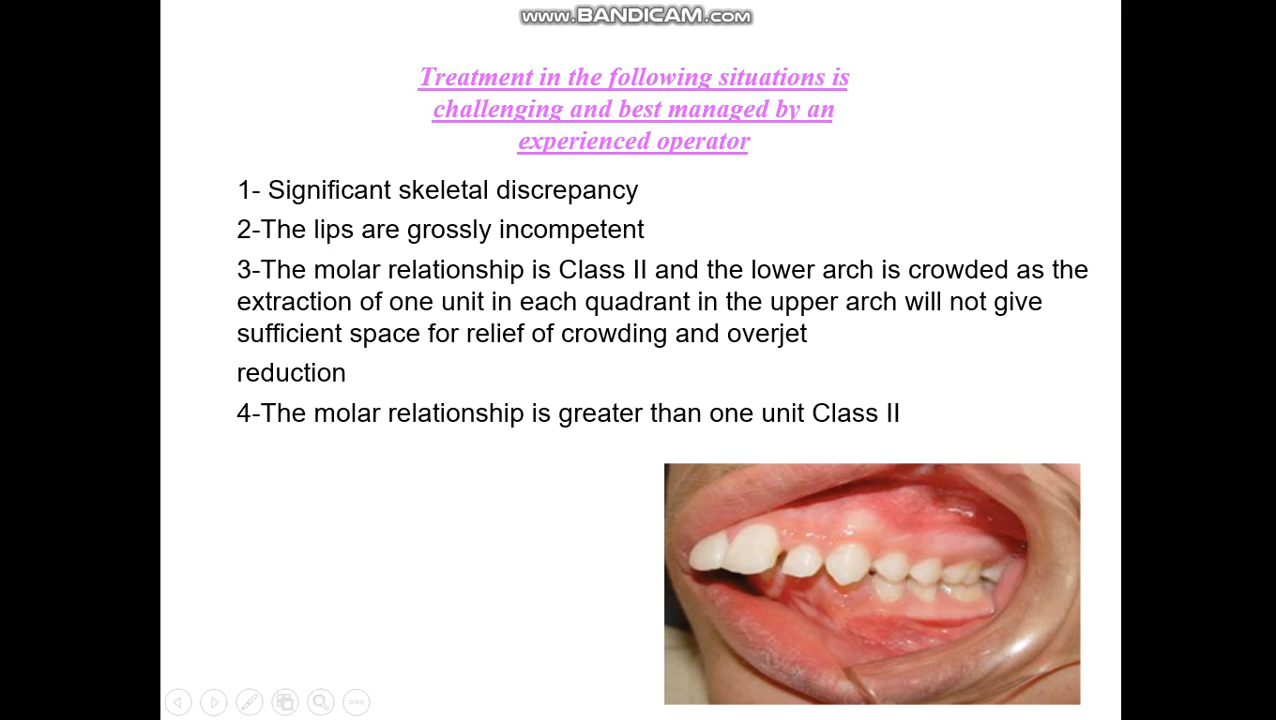 www.BANDICAM.com
Treatment in the following situations is
challenging and best managed by an
experienced operator
1- Significant skeletal discrepancy
2-The lips are grossly incompetent
3-The molar relationship is Class II and the lower arch is crowded as the
extraction of one unit in each quadrant in the upper arch will not give
sufficient space for relief of crowding and overjet
reduction
4-The molar relationship is greater than one unit Class II